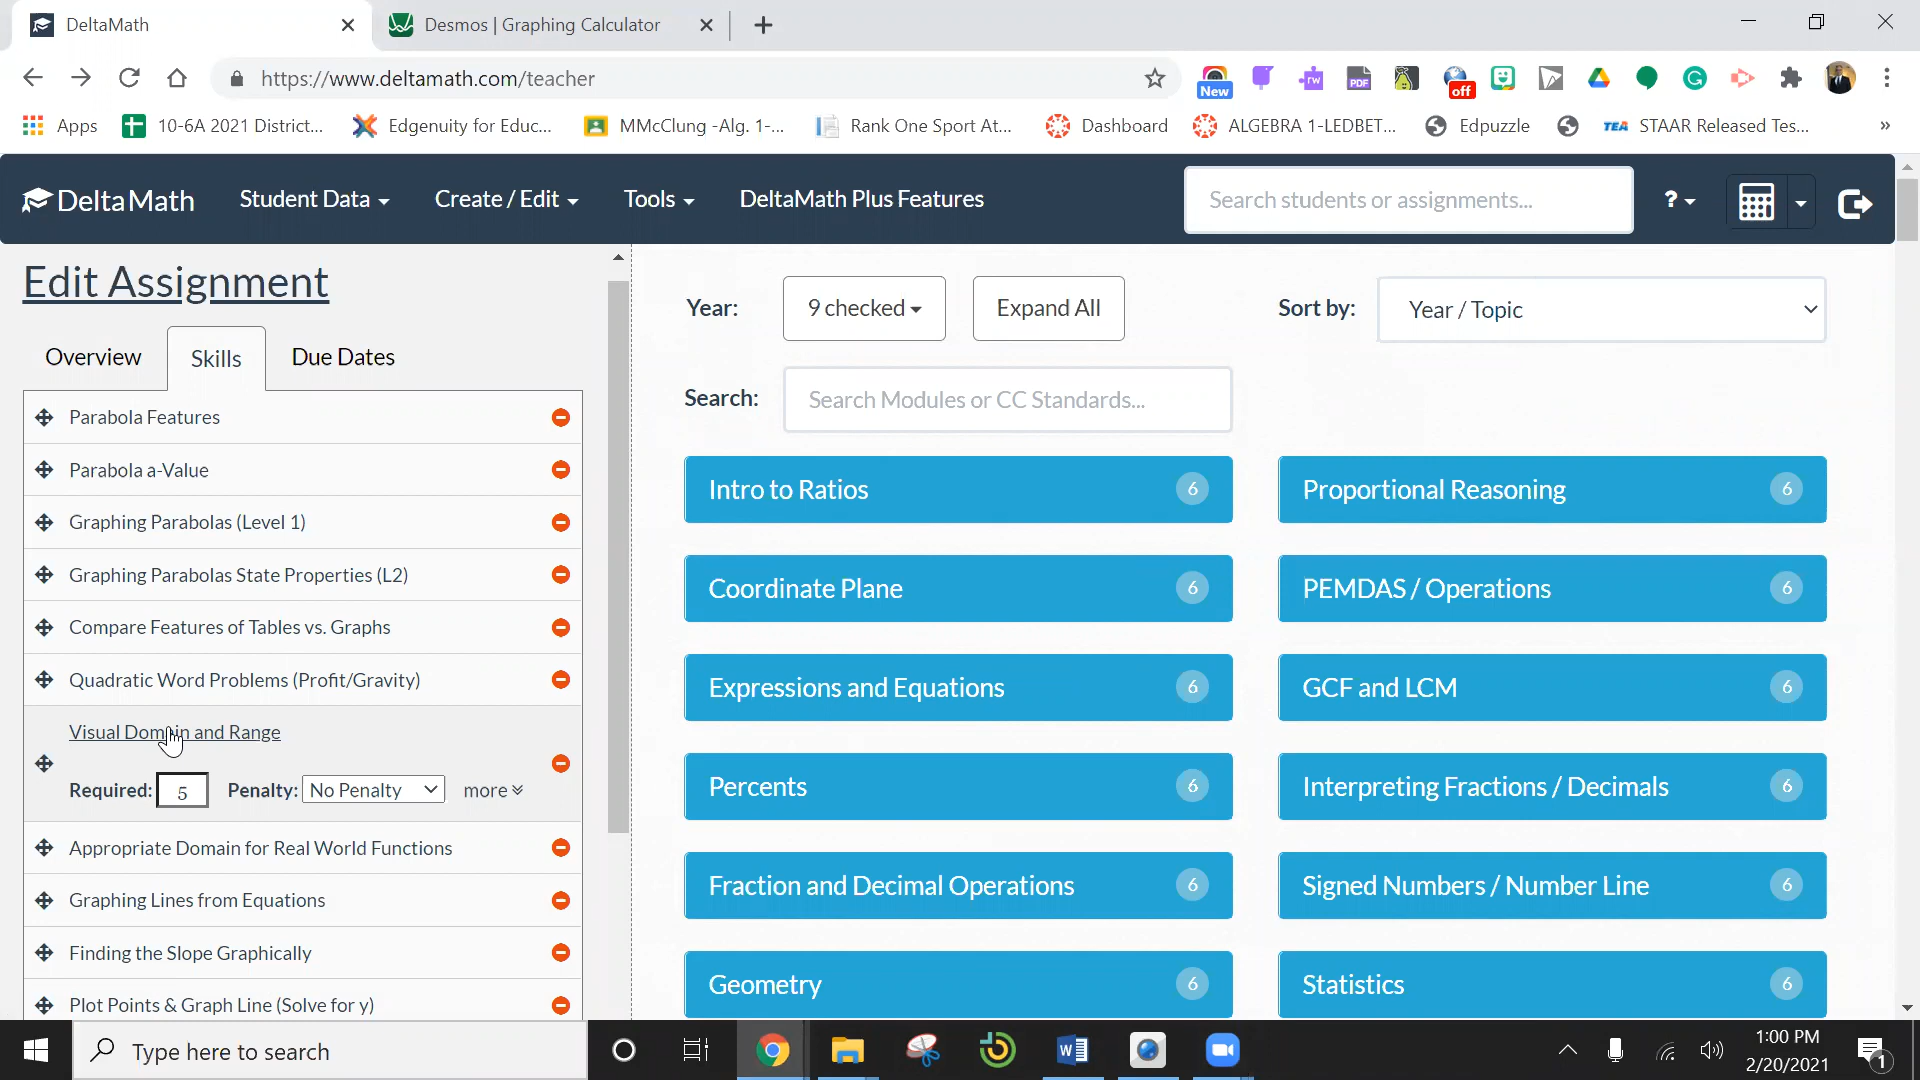 DeltaMath
Desmos | Graphing Calculator
https://www.deltamath.com/teacher
New
rw
PDF
off
Apps
10-6A 2021 District...
Edgenuity for Educ...
MMcClung -Alg. 1-...
Rank One Sport At...
Dashboard
ALGEBRA 1-LEDBET...
Edpuzzle
TEA
STAAR Released Tes...
»
DeltaMath
Student Data
Create / Edit
Tools
DeltaMath Plus Features
Search students or assignments...
?
Edit Assignment
Overview
Skills
Due Dates
Parabola Features
Parabola a-Value
Graphing Parabolas (Level 1)
Graphing Parabolas State Properties (L2)
Compare Features of Tables vs. Graphs
Quadratic Word Problems (Profit/Gravity)
Visual Domain and Range
Required: 5 Penalty: No Penalty more
Appropriate Domain for Real World Functions
Graphing Lines from Equations
Finding the Slope Graphically
Plot Points & Graph Line (Solve for y)
Year: 9 checked Expand All Sort by: Year / Topic
Search: Search Modules or CC Standards...
Intro to Ratios 6
Proportional Reasoning 6
Coordinate Plane 6
PEMDAS / Operations 6
Expressions and Equations 6
GCF and LCM 6
Percents 6
Interpreting Fractions / Decimals 6
Fraction and Decimal Operations 6
Signed Numbers / Number Line 6
Geometry 6
Statistics 6
Type here to search
1:00 PM
2/20/2021
1